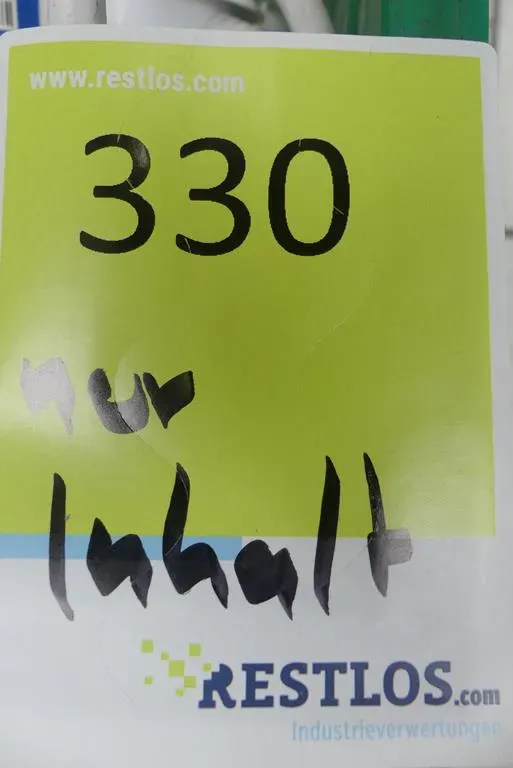 www.restlos.com
330
nur
Inhalt
RESTLOS.com
Industrieverwertungen